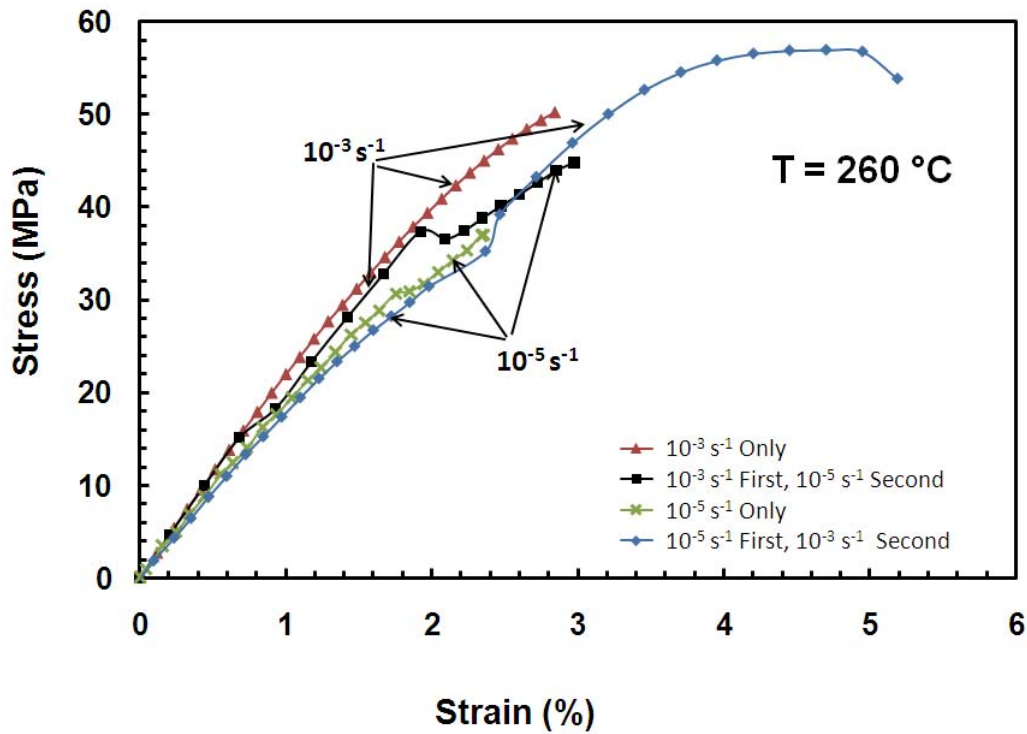 60
50
40
30
20
10
0
Stress (MPa)
10⁻³ s⁻¹
T = 260 °C
10⁻⁵ s⁻¹
10⁻³ s⁻¹ Only
10⁻³ s⁻¹ First, 10⁻⁵ s⁻¹ Second
10⁻⁵ s⁻¹ Only
10⁻⁵ s⁻¹ First, 10⁻³ s⁻¹ Second
0 1 2 3 4 5 6
Strain (%)